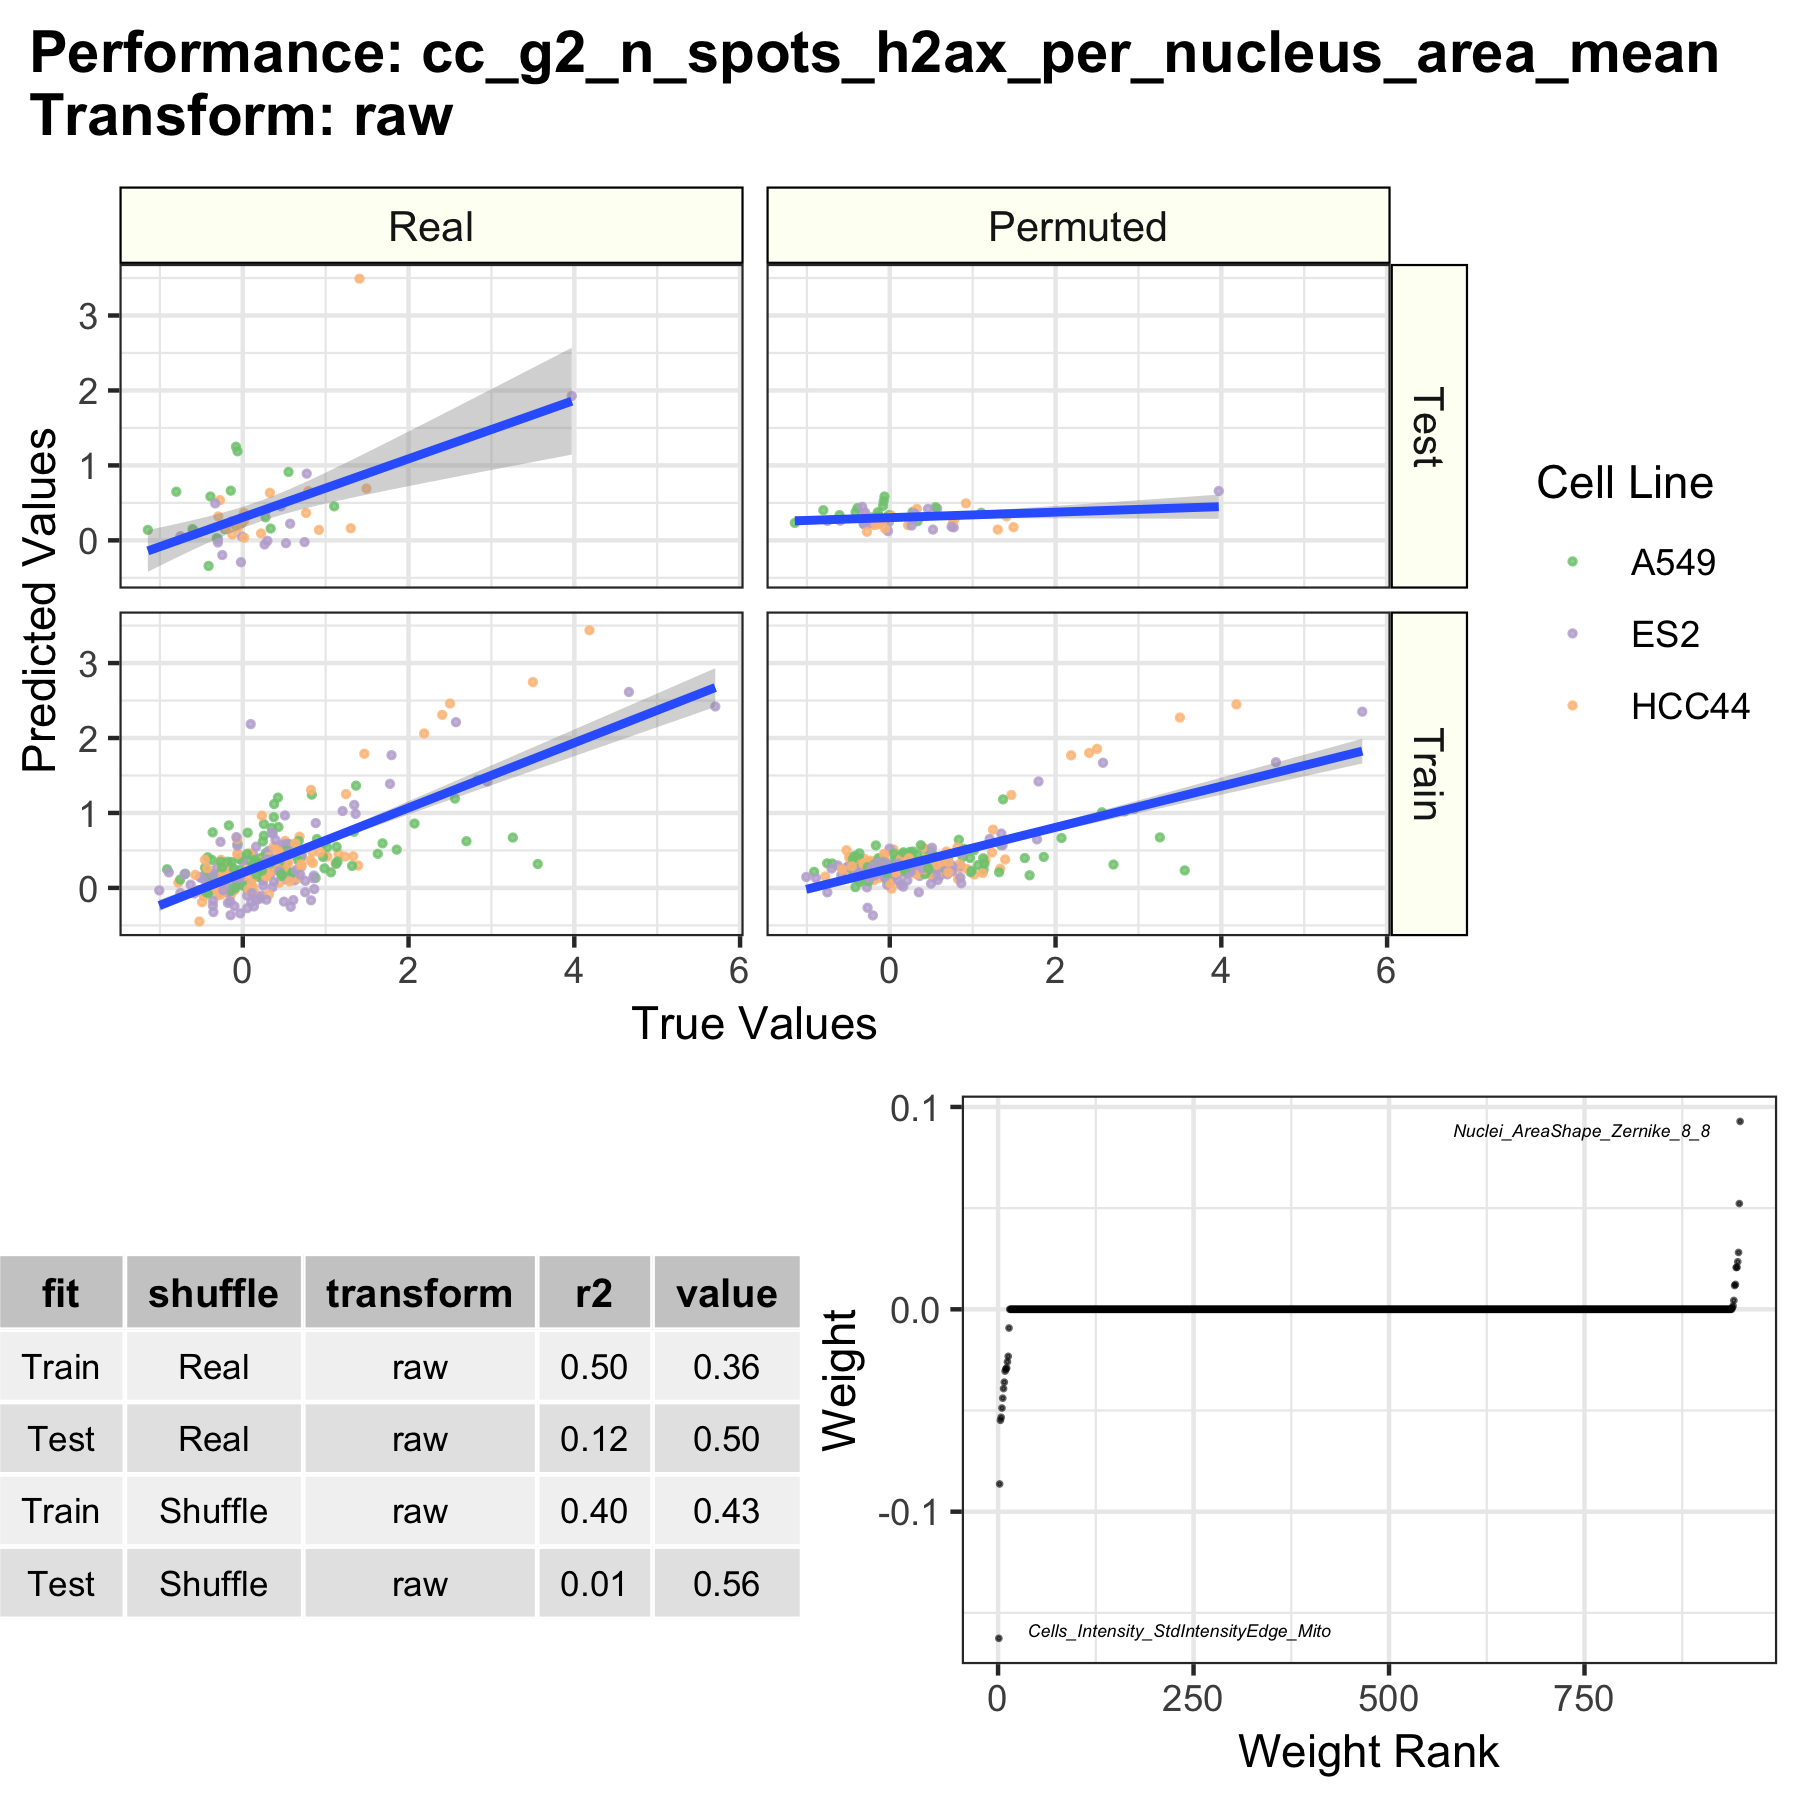 Performance: cc_g2_n_spots_h2ax_per_nucleus_area_mean
Transform: raw
Real
Permuted
3
2
1
0
Test
3
2
1
0
Train
Predicted Values
0
2
4
6
0
2
4
6
True Values
Cell Line
A549
ES2
HCC44
fit shuffle transform r2 value
Train Real raw 0.50 0.36
Test Real raw 0.12 0.50
Train Shuffle raw 0.40 0.43
Test Shuffle raw 0.01 0.56
Weight
0.1
0.0
-0.1
Nuclei_AreaShape_Zernike_8_8
Cells_Intensity_StdIntensityEdge_Mito
0
250
500
750
Weight Rank